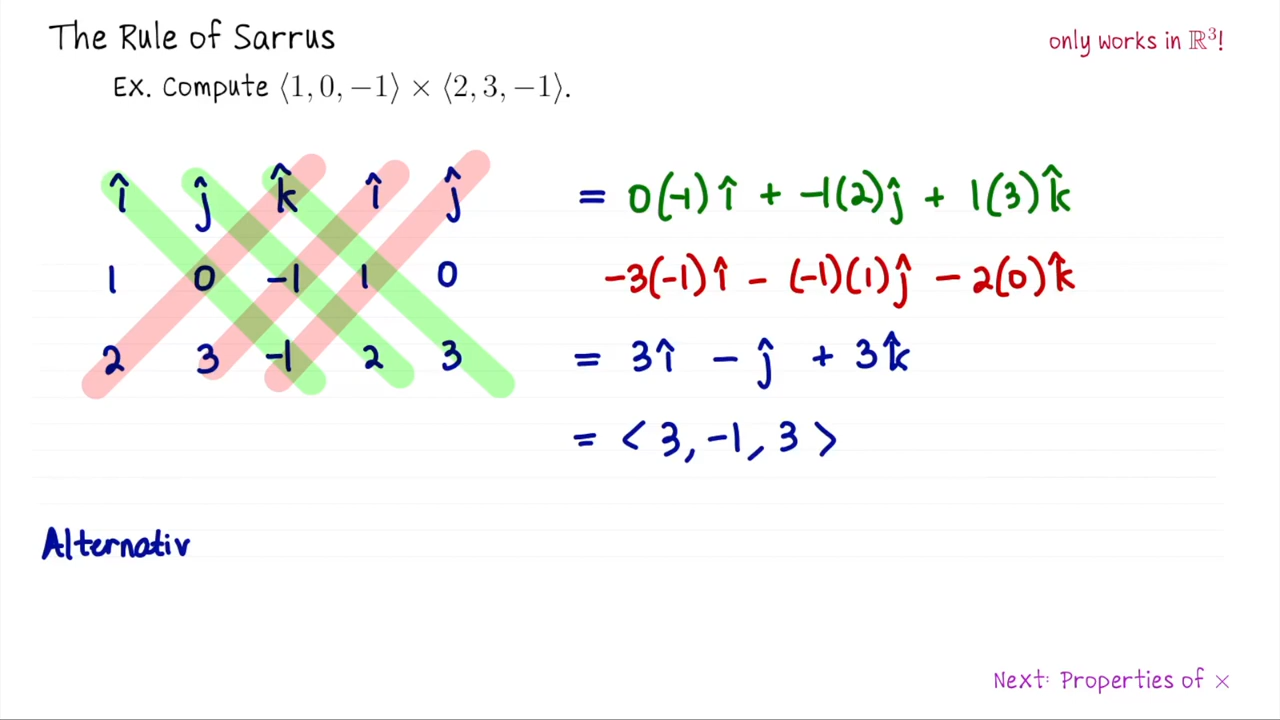 The Rule of Sarrus
only works in ℝ³!
Ex. Compute ⟨1, 0, −1⟩ × ⟨2, 3, −1⟩.
î ĵ k̂ î ĵ = 0(-1)î + -1(2)ĵ + 1(3)k̂
1 0 -1 1 0 -3(-1)î - (-1)(1)ĵ - 2(0)k̂
2 3 -1 2 3 = 3î - ĵ + 3k̂
= < 3, -1, 3 >
Alternativ
Next: Properties of ×